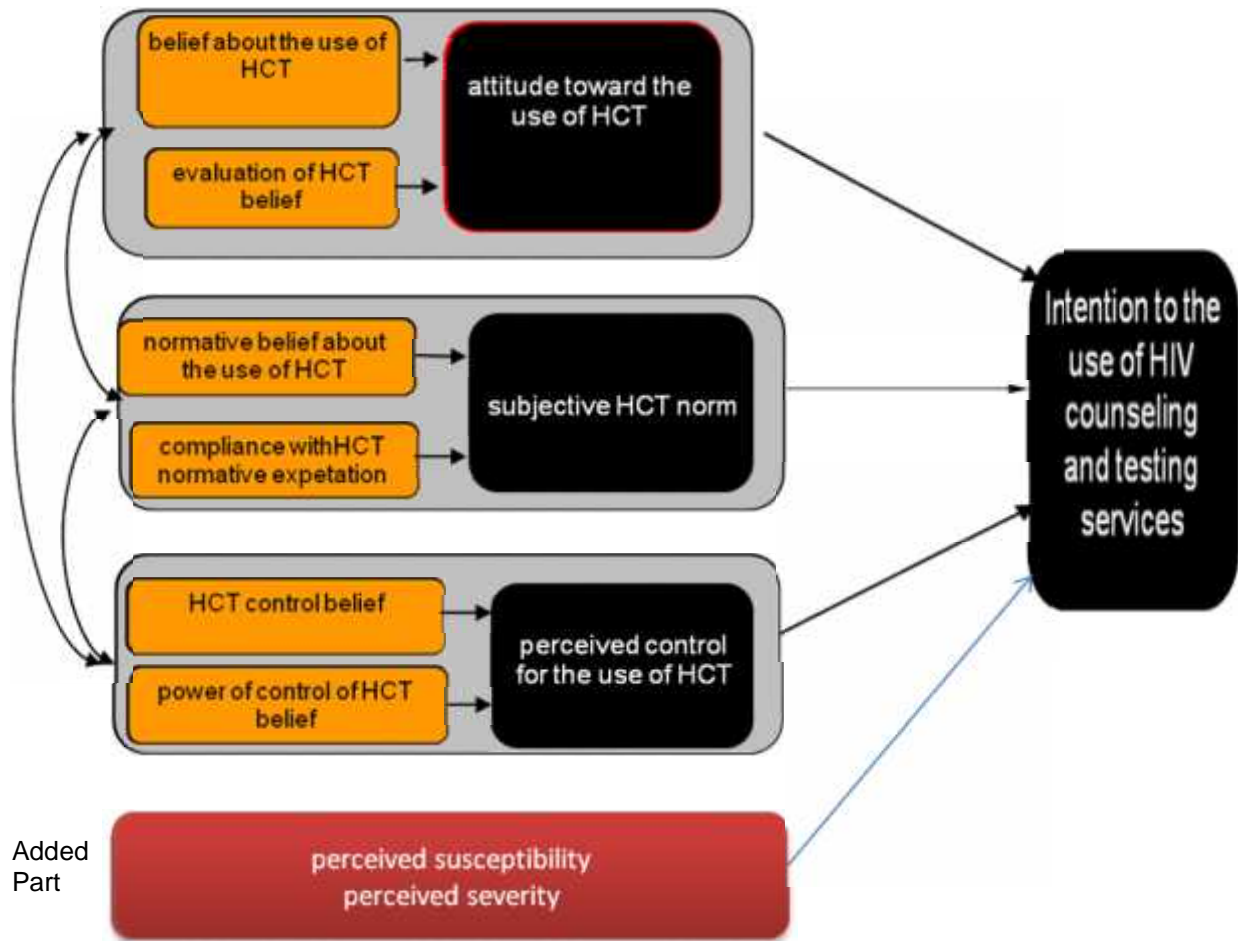 belief about the use of
HCT
evaluation of HCT
belief
attitude toward the
use of HCT
normative belief about
the use of HCT
compliance withHCT
normative expetation
subjective HCT norm
HCT control belief
power of control of HCT
belief
perceived control
for the use of HCT
Intention to the
use of HIV
counseling
and testing
services
Added
Part
perceived susceptibility
perceived severity